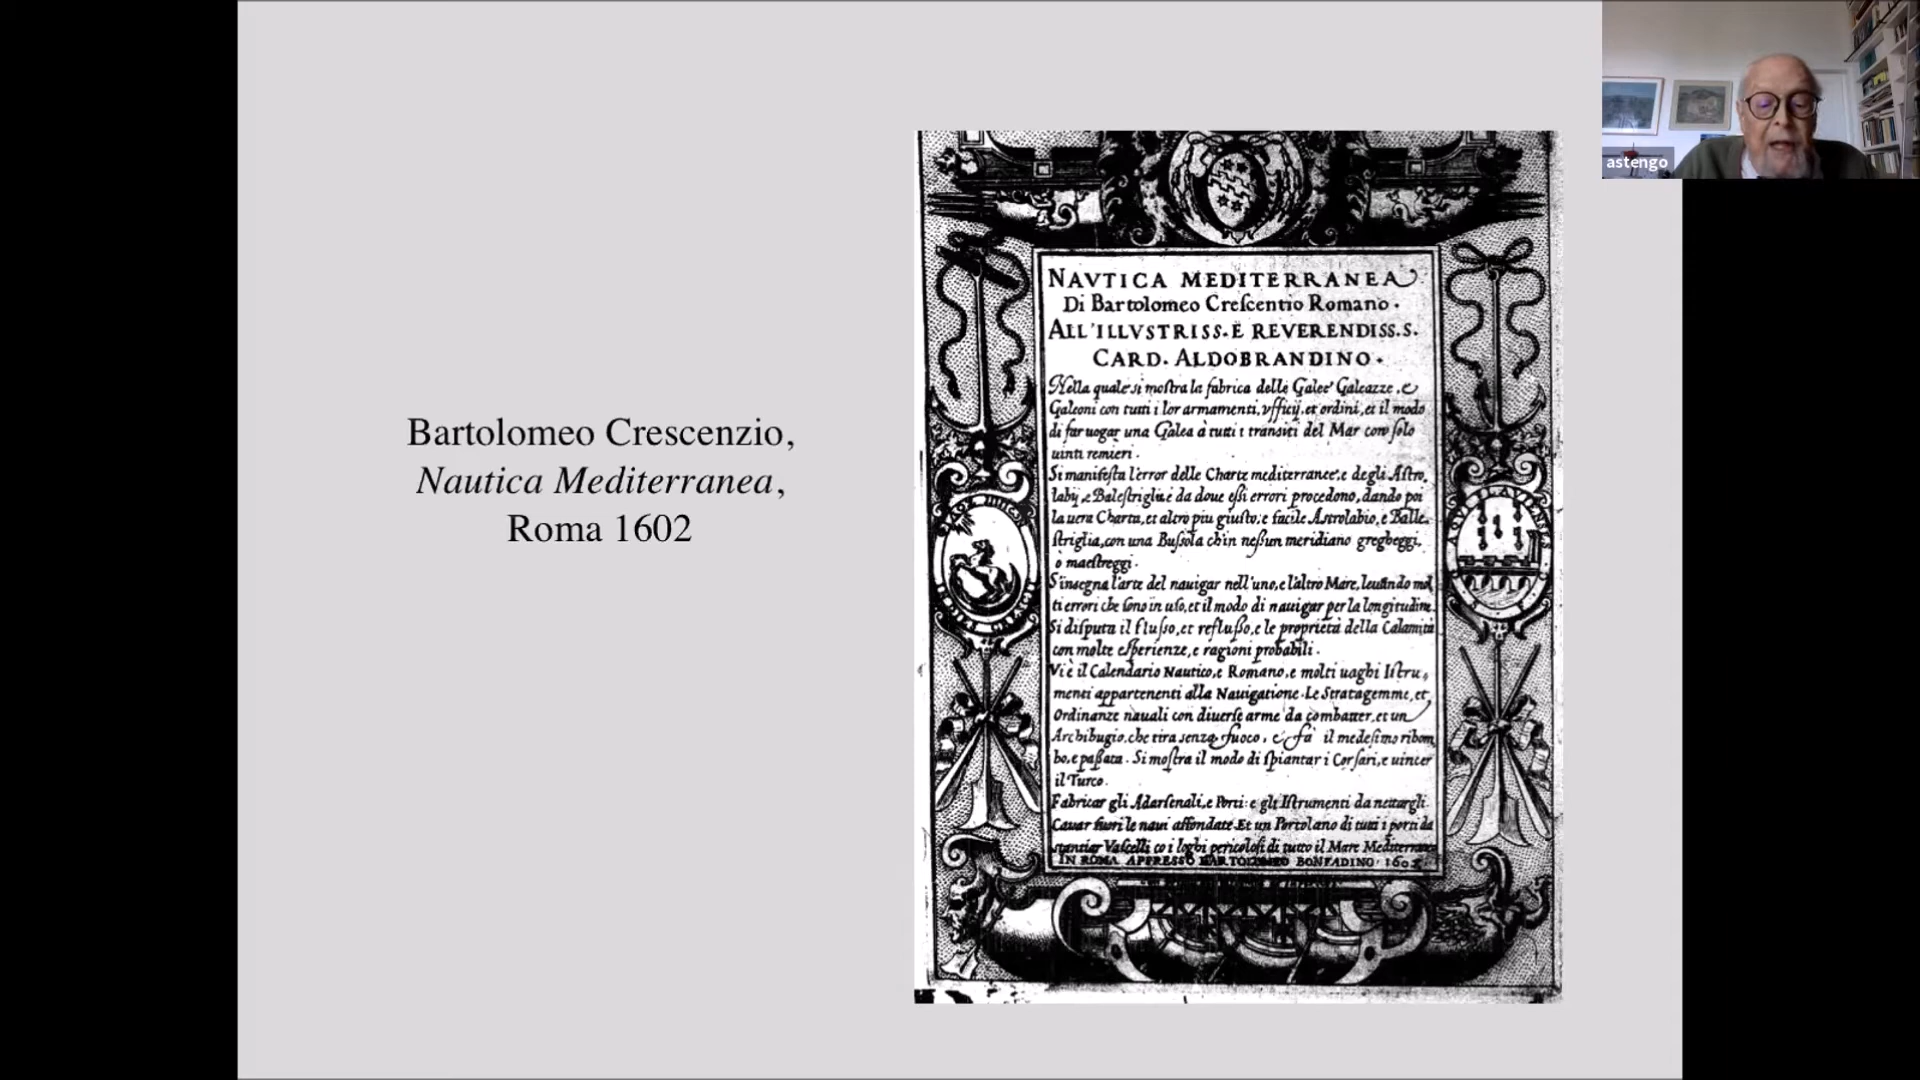 Bartolomeo Crescenzio,
Nautica Mediterranea,
Roma 1602
astengo
NAVTICA MEDITERRANEA
Di Bartolomeo Creſcentio Romano.
ALL'ILLVSTRISS. E REVERENDISS. S.
CARD. ALDOBRANDINO.
Nella quale si moſtra la fabrica delle Galee Galeazze, e
Galeoni con tutti i lor armamenti, vfficij, et ordini, et il modo
di far uogar una Galea à tutti i transiti del Mar con ſolo
uinti remieri.
Si manifeſta l'error delle Charte mediterranee, e degli Aſtro,
laby, e Baleſtriglie e da doue eſsi errori procedono, dando poi
la uera Charta, et altro piu giuſto, e facile Aſtrolabio, e Balle,
ſtriglia, con una Buſsola ch'in neſsun meridiano gregheggi,
o maeſtreggi.
S'insegna l'arte del nauigar nell'uno, e l'altro Mare, leuando mol
ti errori che ſono in uſo, et il modo di nauigar per la longitudine.
Si diſputa il fluſso, et refluſso, e le proprietà della Calamita
con molte eſperienze, e ragioni probabili.
Vi è il Calendario Nautico, e Romano, e molti uaghi Iſtru,
menti appartenenti alla Nauigatione. Le Stratagemme, et
Ordinanze nauali con diuerſe arme da combatter, et un
Archibugio, che tira senza fuoco, e fa il medeſimo ribom
bo, e paſsata. Si moſtra il modo di ſpiantar i Corſari, e uincer
il Turco.
Fabricar gli Adarſenali, e Porti: e gli Iſtrumenti da nettargli
Cauar fuori le naui affondate. Et un Portolano di tutti i porti da
stantiar Vaſcelli co i loghi pericoloſi di tutto il Mare Mediterraneo
IN ROMA APPRESSO BARTOLOMEO BONFADINO. 1602.